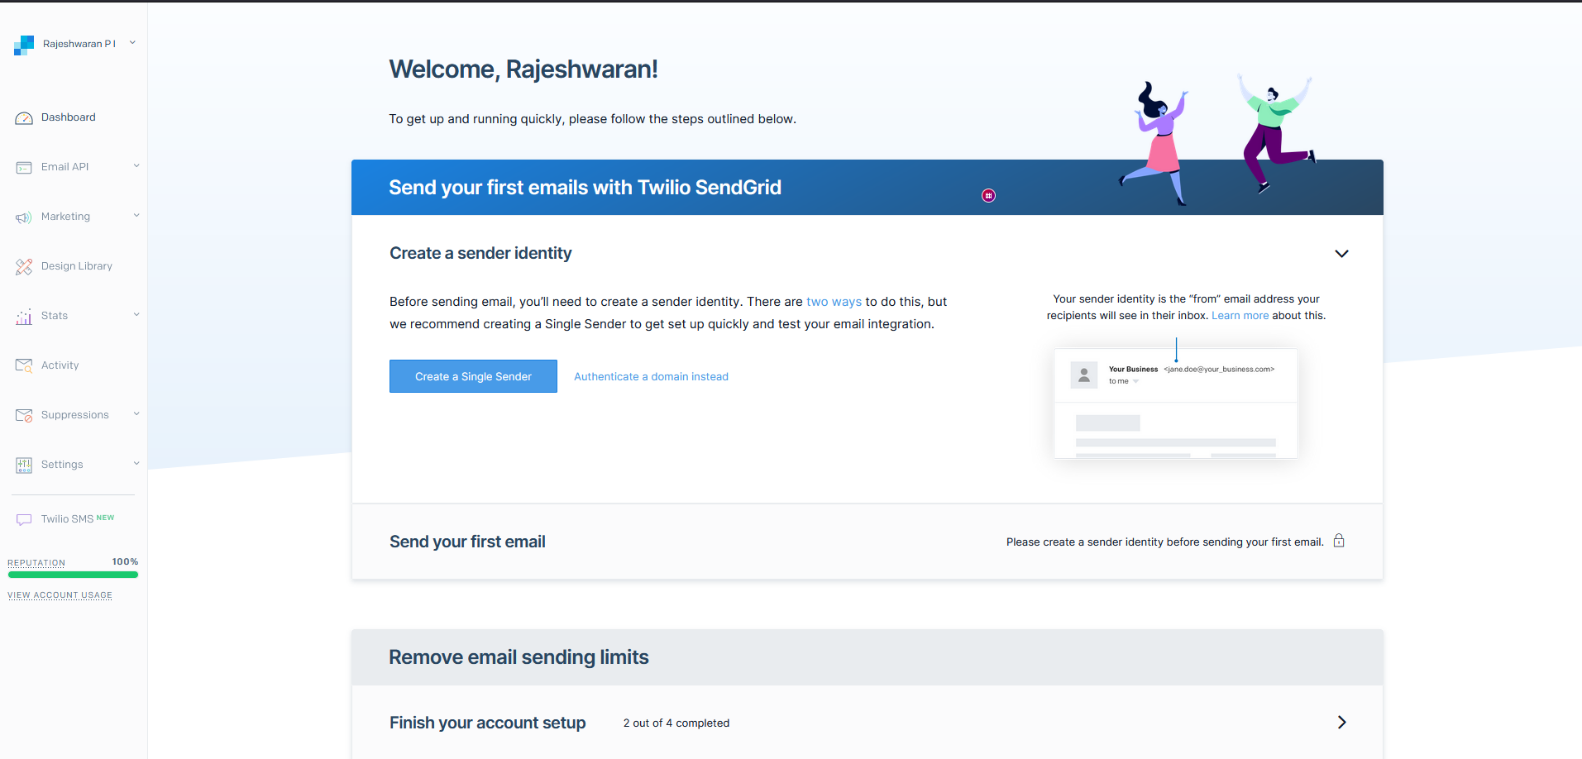 Rajeshwaran P I
Dashboard
Email API
Marketing
Design Library
Stats
Activity
Suppressions
Settings
Twilio SMS NEW
REPUTATION 100%
VIEW ACCOUNT USAGE
Welcome, Rajeshwaran!
To get up and running quickly, please follow the steps outlined below.
Send your first emails with Twilio SendGrid
Create a sender identity
Before sending email, you'll need to create a sender identity. There are two ways to do this, but
we recommend creating a Single Sender to get set up quickly and test your email integration.
Create a Single Sender
Authenticate a domain instead
Your sender identity is the “from” email address your
recipients will see in their inbox. Learn more about this.
Your Business <jane.doe@your_business.com>
to me
Send your first email
Please create a sender identity before sending your first email.
Remove email sending limits
Finish your account setup
2 out of 4 completed